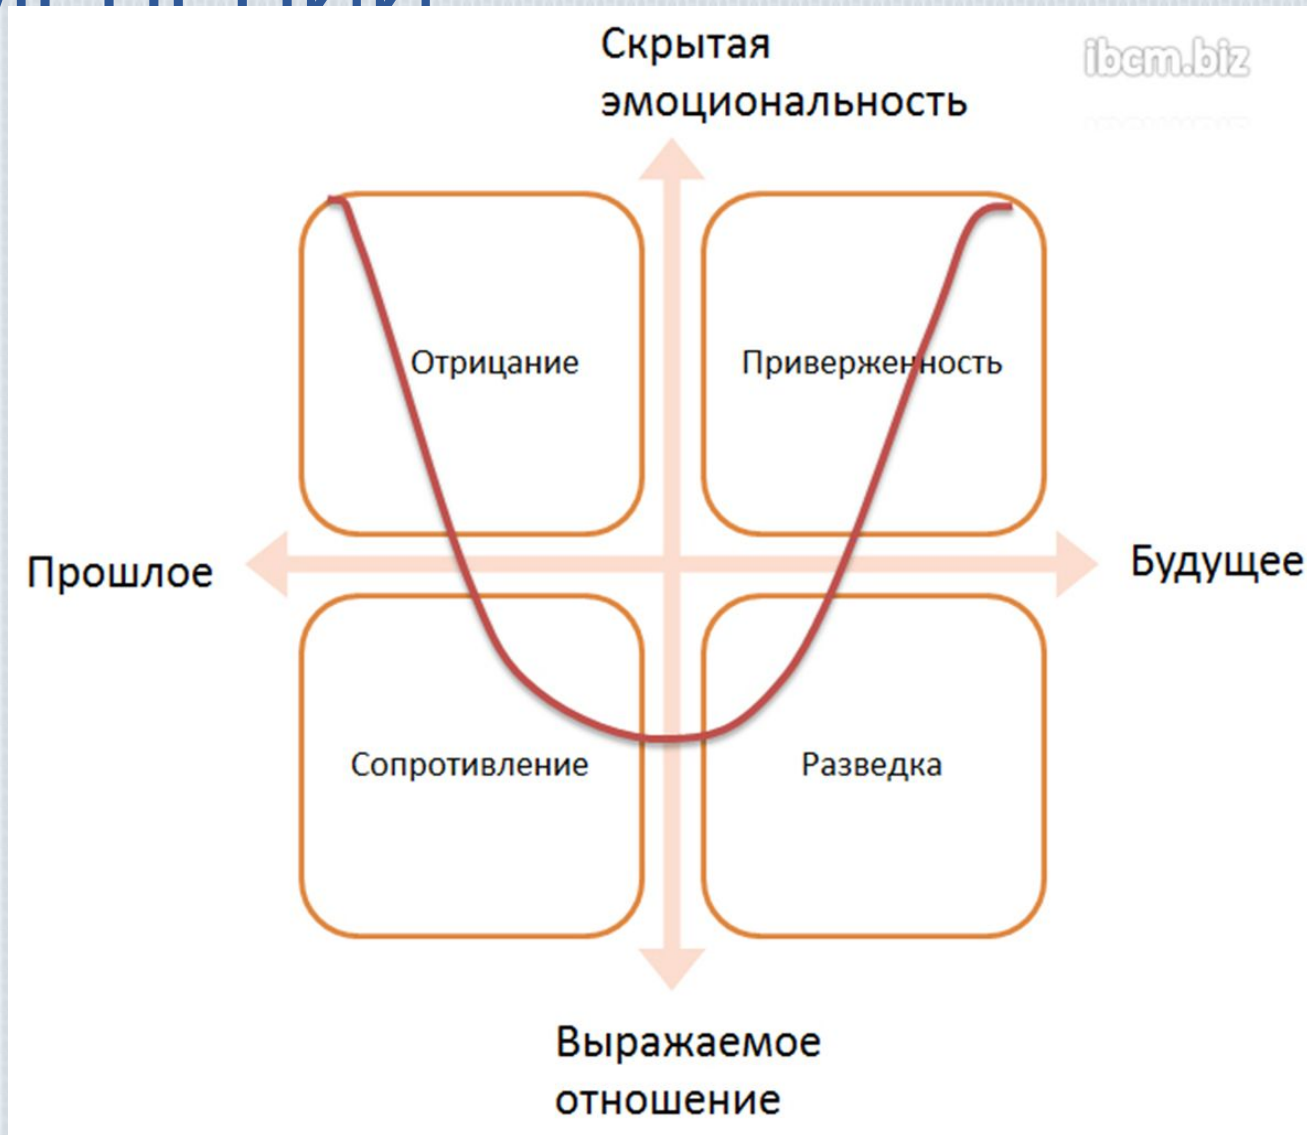 Скрытая
эмоциональность
ibcm.biz
Отрицание
Приверженность
Прошлое
Будущее
Сопротивление
Разведка
Выражаемое
отношение